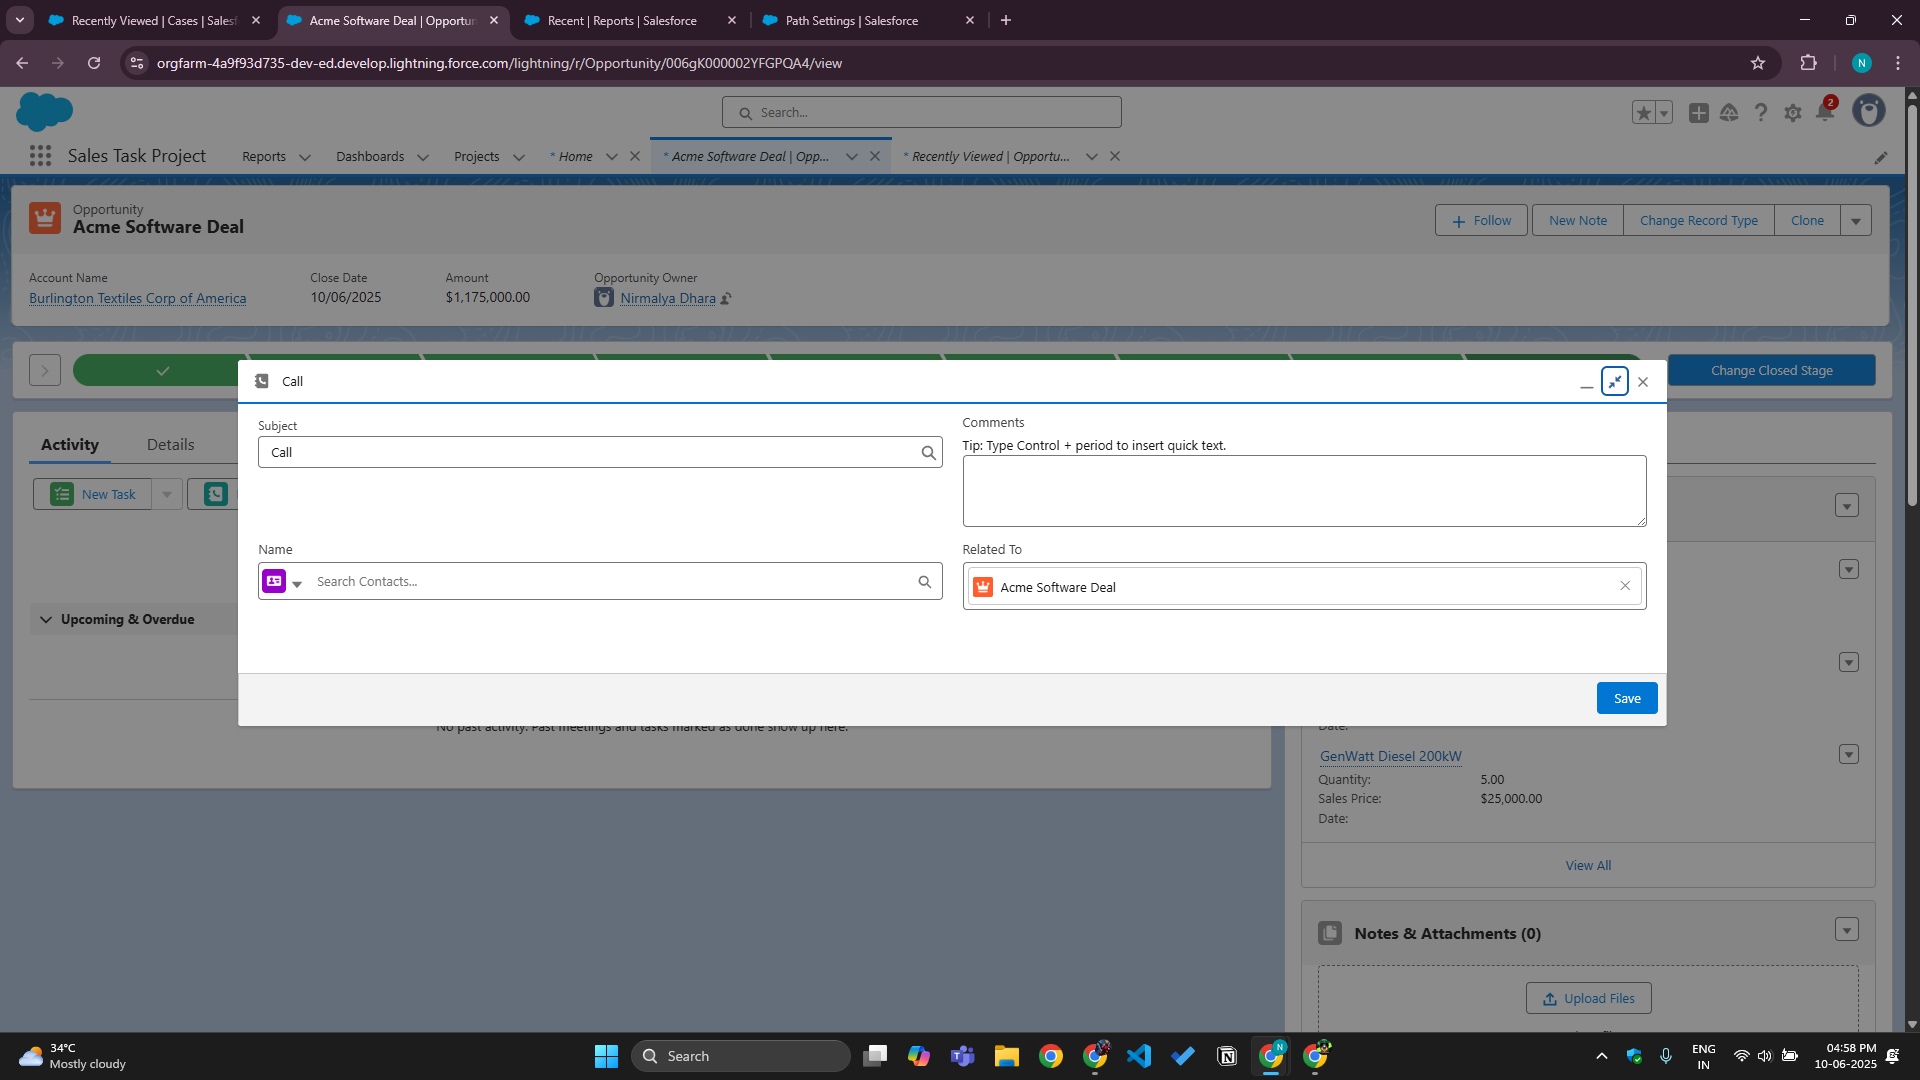 Recently Viewed | Cases | Salesf
Acme Software Deal | Opportun
Recent | Reports | Salesforce
Path Settings | Salesforce
orgfarm-4a9f93d735-dev-ed.develop.lightning.force.com/lightning/r/Opportunity/006gK000002YFGPQA4/view
N
Search...
2
Sales Task Project
Reports
Dashboards
Projects
* Home
* Acme Software Deal | Opp...
* Recently Viewed | Opportu...
Opportunity
Acme Software Deal
Follow
New Note
Change Record Type
Clone
Account Name
Burlington Textiles Corp of America
Close Date
10/06/2025
Amount
$1,175,000.00
Opportunity Owner
Nirmalya Dhara
Change Closed Stage
Call
Subject
Call
Comments
Tip: Type Control + period to insert quick text.
Name
Search Contacts...
Related To
Acme Software Deal
Save
Activity
Details
New Task
Upcoming & Overdue
No past activity. Past meetings and tasks marked as done show up here.
Date:
GenWatt Diesel 200kW
Quantity:
5.00
Sales Price:
$25,000.00
Date:
View All
Notes & Attachments (0)
Upload Files
34°C
Mostly cloudy
Search
N
ENG
IN
04:58 PM
10-06-2025